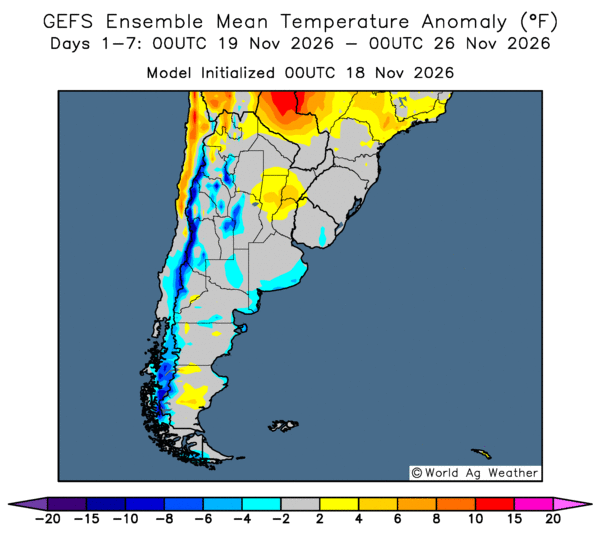 GEFS Ensemble Mean Temperature Anomaly (°F)
Days 1−7: 00UTC 19 Nov 2026 − 00UTC 26 Nov 2026
Model Initialized 00UTC 18 Nov 2026
©World Ag Weather
−20 −15 −10 −8 −6 −4 −2 2 4 6 8 10 15 20